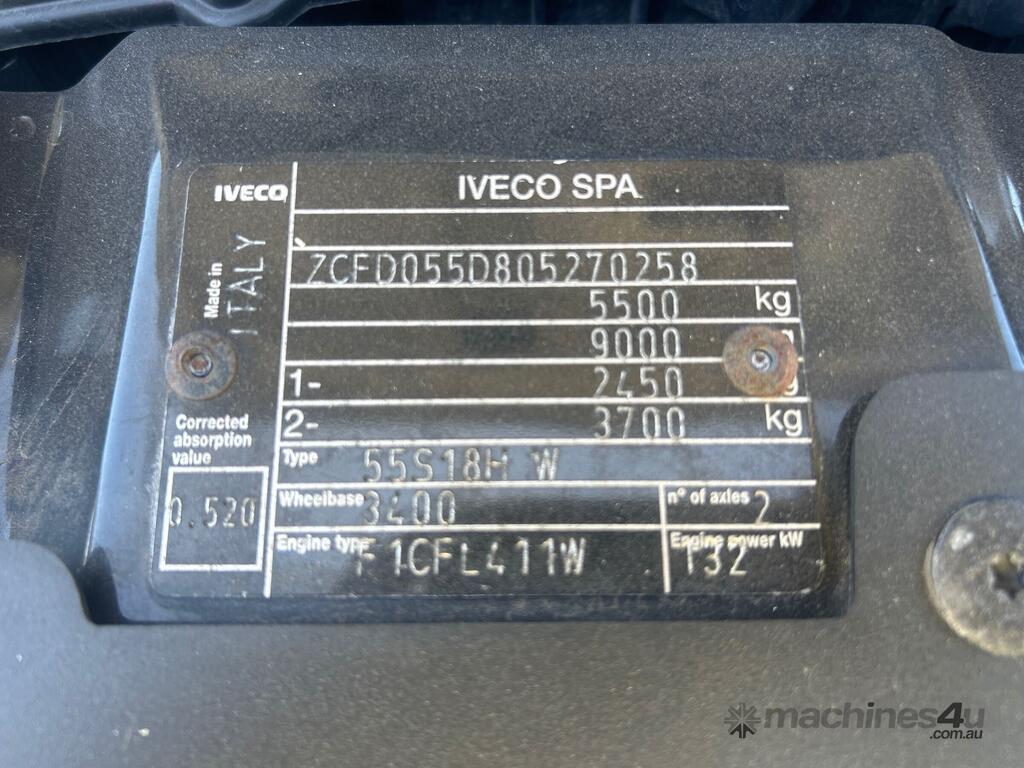 IVECO
IVECO SPA
Made in
ITALY
ZCFD055D805270258
5500 kg
9000
1- 2450
2- 3700 kg
Corrected
absorption
value
0.520
Type 55S18H W
Wheelbase 3400
n° of axles 2
Engine type F1CFL411W
Engine power kW 132
machines4u
.com.au